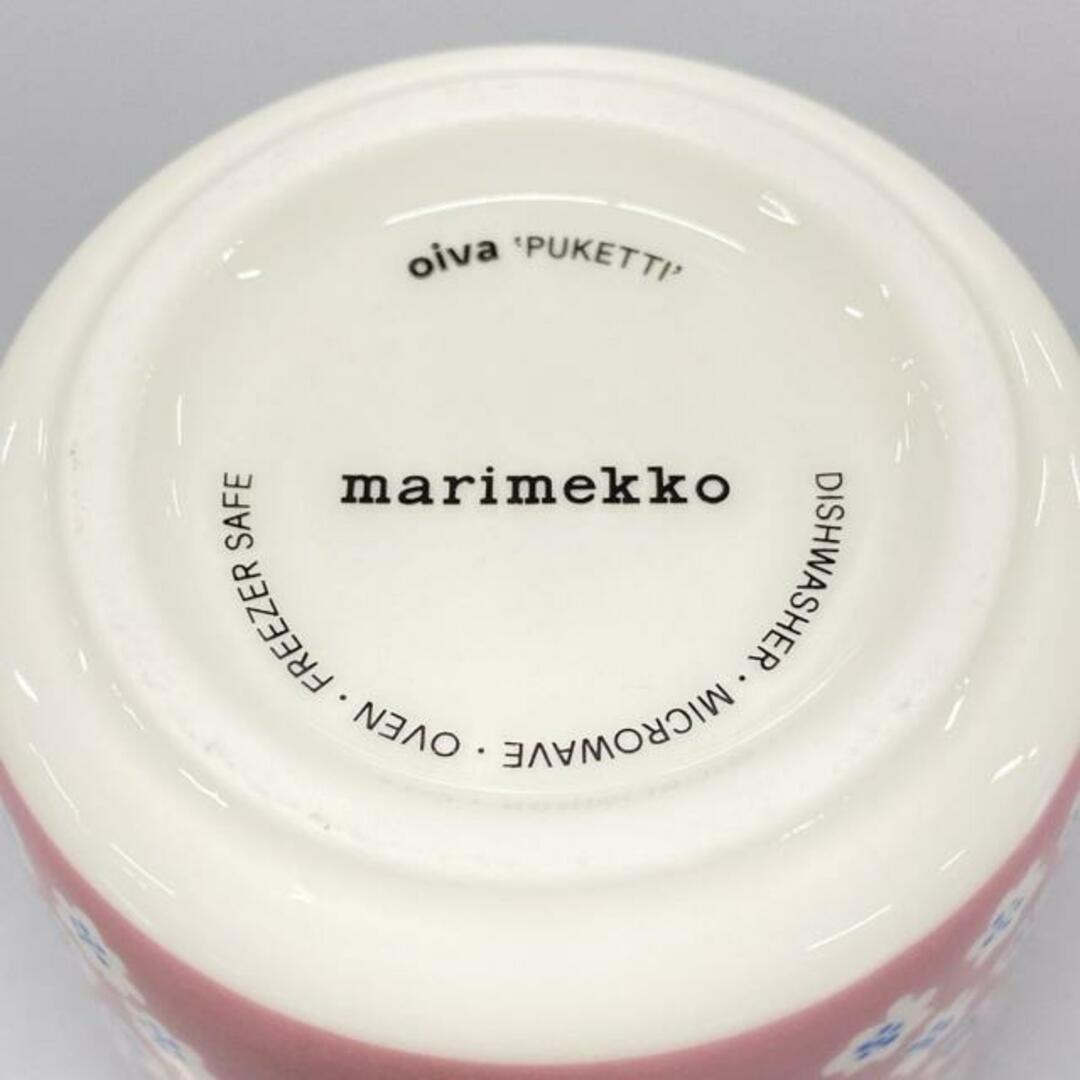 oiva 'PUKETTI'
marimekko
DISHWASHER · MICROWAVE · OVEN · FREEZER SAFE